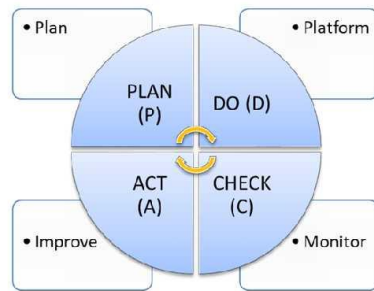 • Plan
• Platform
PLAN
(P)
DO (D)
ACT
(A)
CHECK
(C)
• Improve
• Monitor